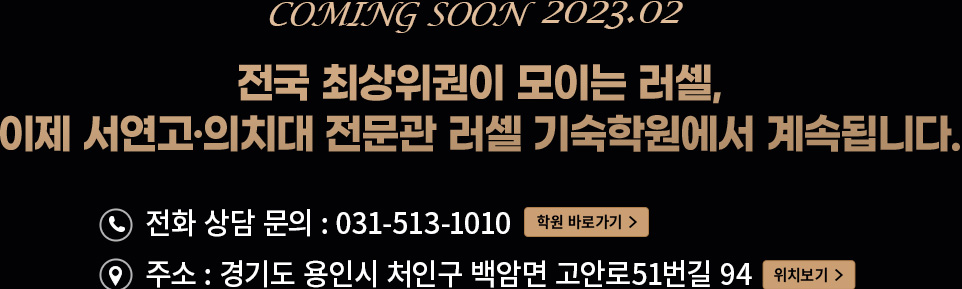 COMING SOON 2023.02
전국 최상위권이 모이는 러셀,
이제 서연고·의치대 전문관 러셀 기숙학원에서 계속됩니다.
전화 상담 문의 : 031-513-1010 학원 바로가기 >
주소 : 경기도 용인시 처인구 백암면 고안로51번길 94 위치보기 >